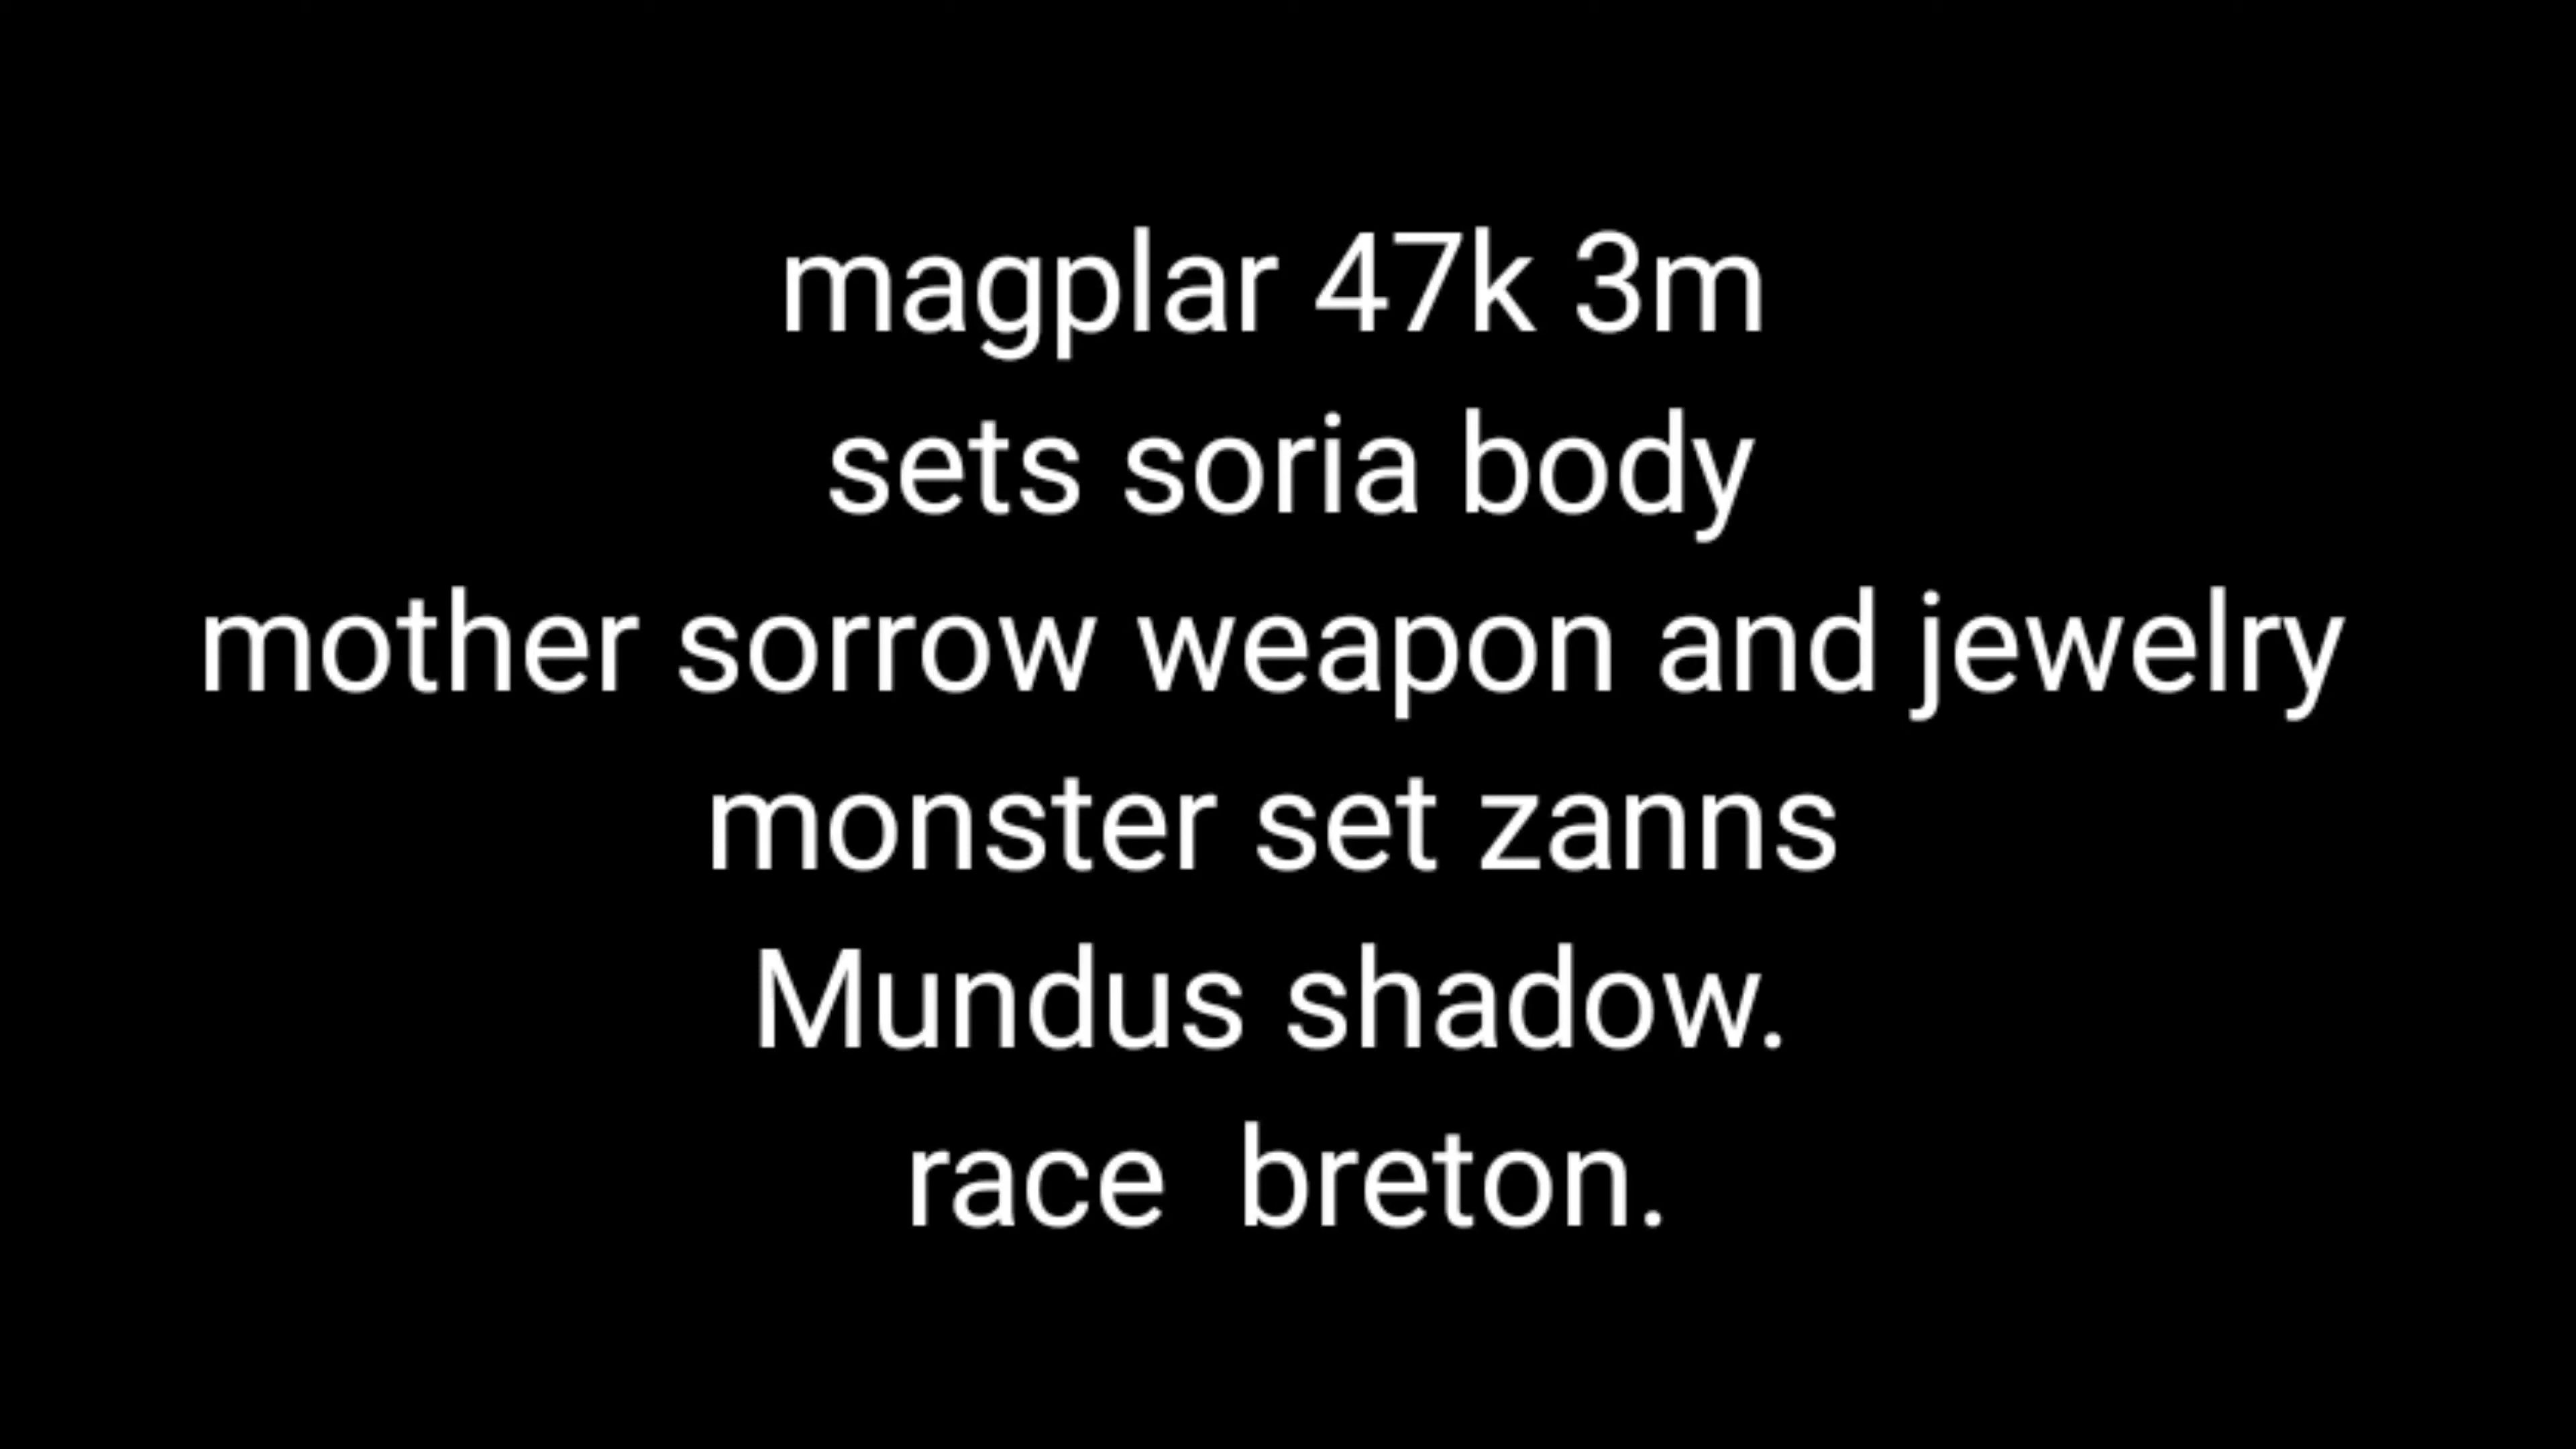 magplar 47k 3m
sets soria body
mother sorrow weapon and jewelry
monster set zanns
Mundus shadow.
race breton.